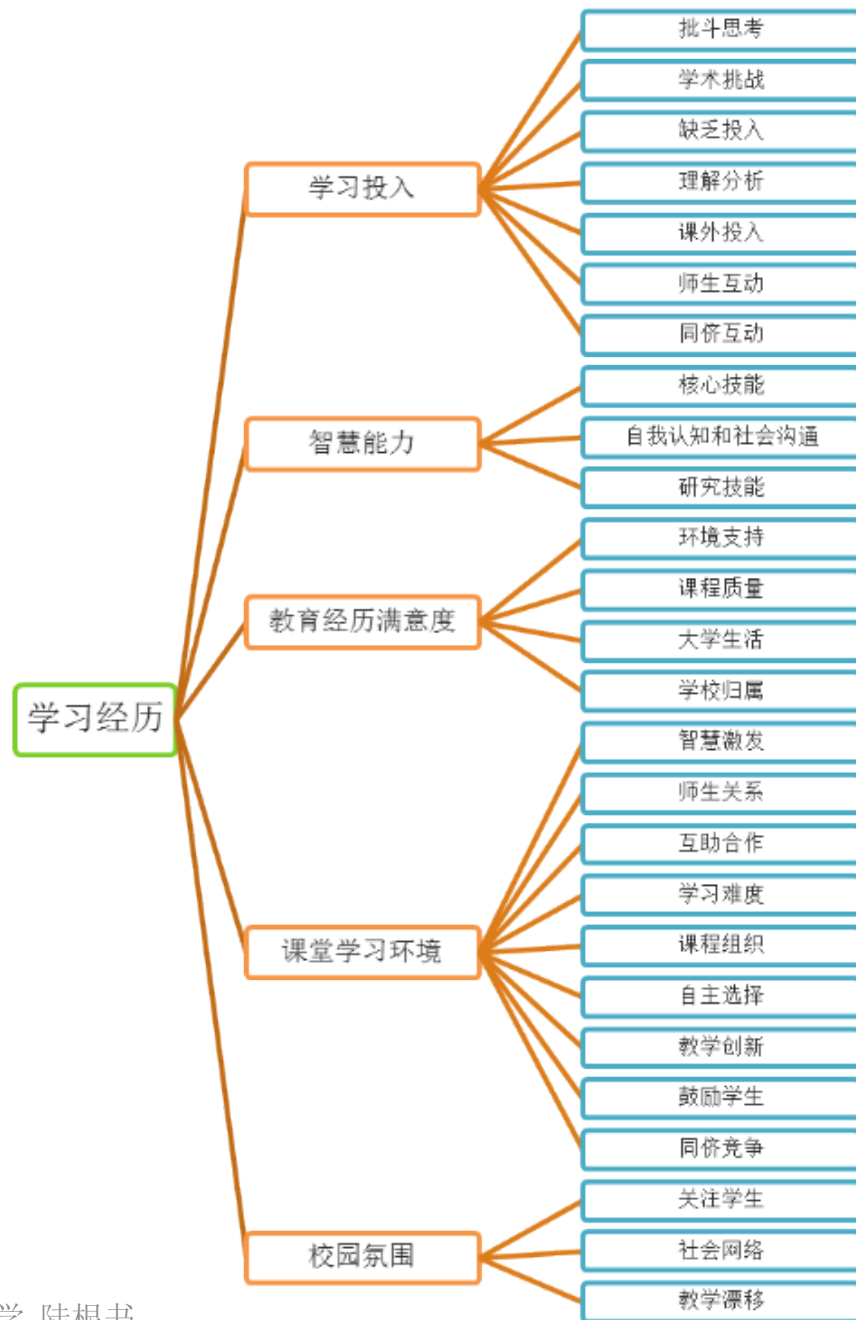 学习经历
学习投入
批斗思考
学术挑战
缺乏投入
理解分析
课外投入
师生互动
同侪互动
智慧能力
核心技能
自我认知和社会沟通
研究技能
教育经历满意度
环境支持
课程质量
大学生活
学校归属
课堂学习环境
智慧激发
师生关系
互助合作
学习难度
课程组织
自主选择
教学创新
鼓励学生
同侪竞争
校园氛围
关注学生
社会网络
教学漂移
学 陆根书